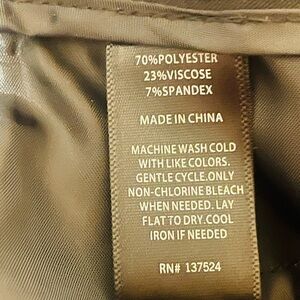 70%POLYESTER
23%VISCOSE
7%SPANDEX
MADE IN CHINA
MACHINE WASH COLD
WITH LIKE COLORS.
GENTLE CYCLE.ONLY
NON-CHLORINE BLEACH
WHEN NEEDED. LAY
FLAT TO DRY.COOL
IRON IF NEEDED
RN# 137524